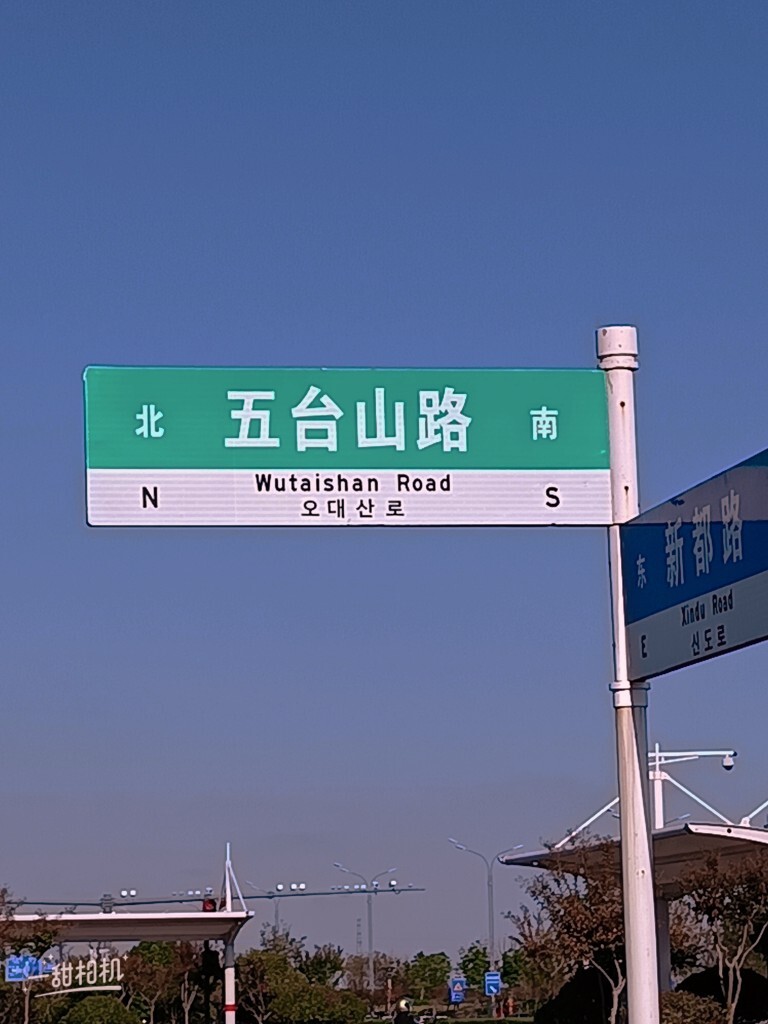 北 五台山路 南
N Wutaishan Road S
오대산로
东 新都路
E Xindu Road
신도로
甜相机